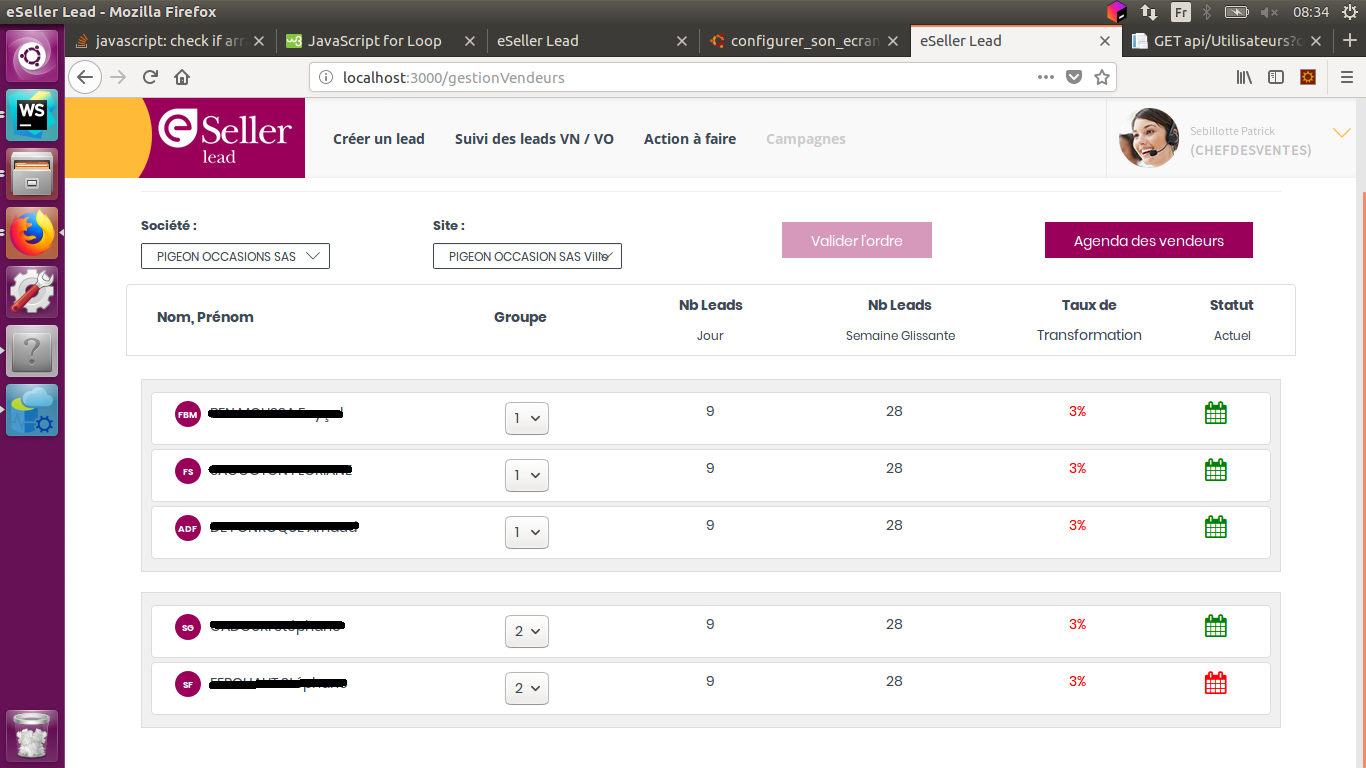 eSeller Lead - Mozilla Firefox
Fr
08:34
javascript: check if arr
JavaScript for Loop
eSeller Lead
configurer_son_ecran
eSeller Lead
GET api/Utilisateurs?c
localhost:3000/gestionVendeurs
WS
eSeller
lead
Créer un lead
Suivi des leads VN / VO
Action à faire
Campagnes
Sebillotte Patrick
(CHEFDESVENTES)
Société :
Site :
PIGEON OCCASIONS SAS
PIGEON OCCASION SAS Ville
Valider l'ordre
Agenda des vendeurs
Nom, Prénom
Groupe
Nb Leads
Jour
Nb Leads
Semaine Glissante
Taux de
Transformation
Statut
Actuel
FBM 1 9 28 3%
FS 1 9 28 3%
ADF 1 9 28 3%
SG 2 9 28 3%
SF 2 9 28 3%